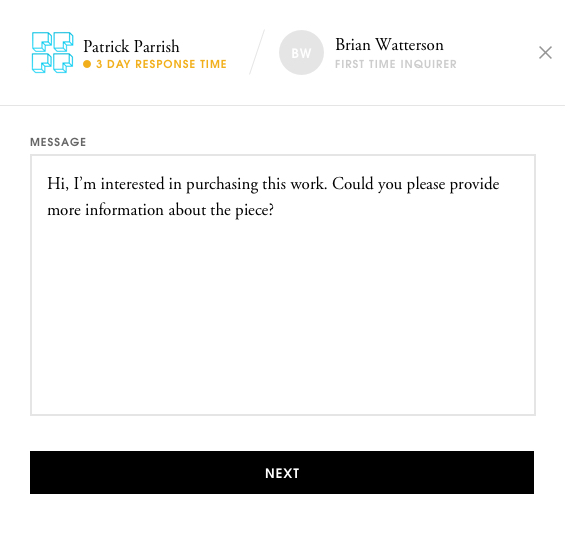 Patrick Parrish
3 DAY RESPONSE TIME
BW
Brian Watterson
FIRST TIME INQUIRER
MESSAGE
Hi, I’m interested in purchasing this work. Could you please provide
more information about the piece?
NEXT